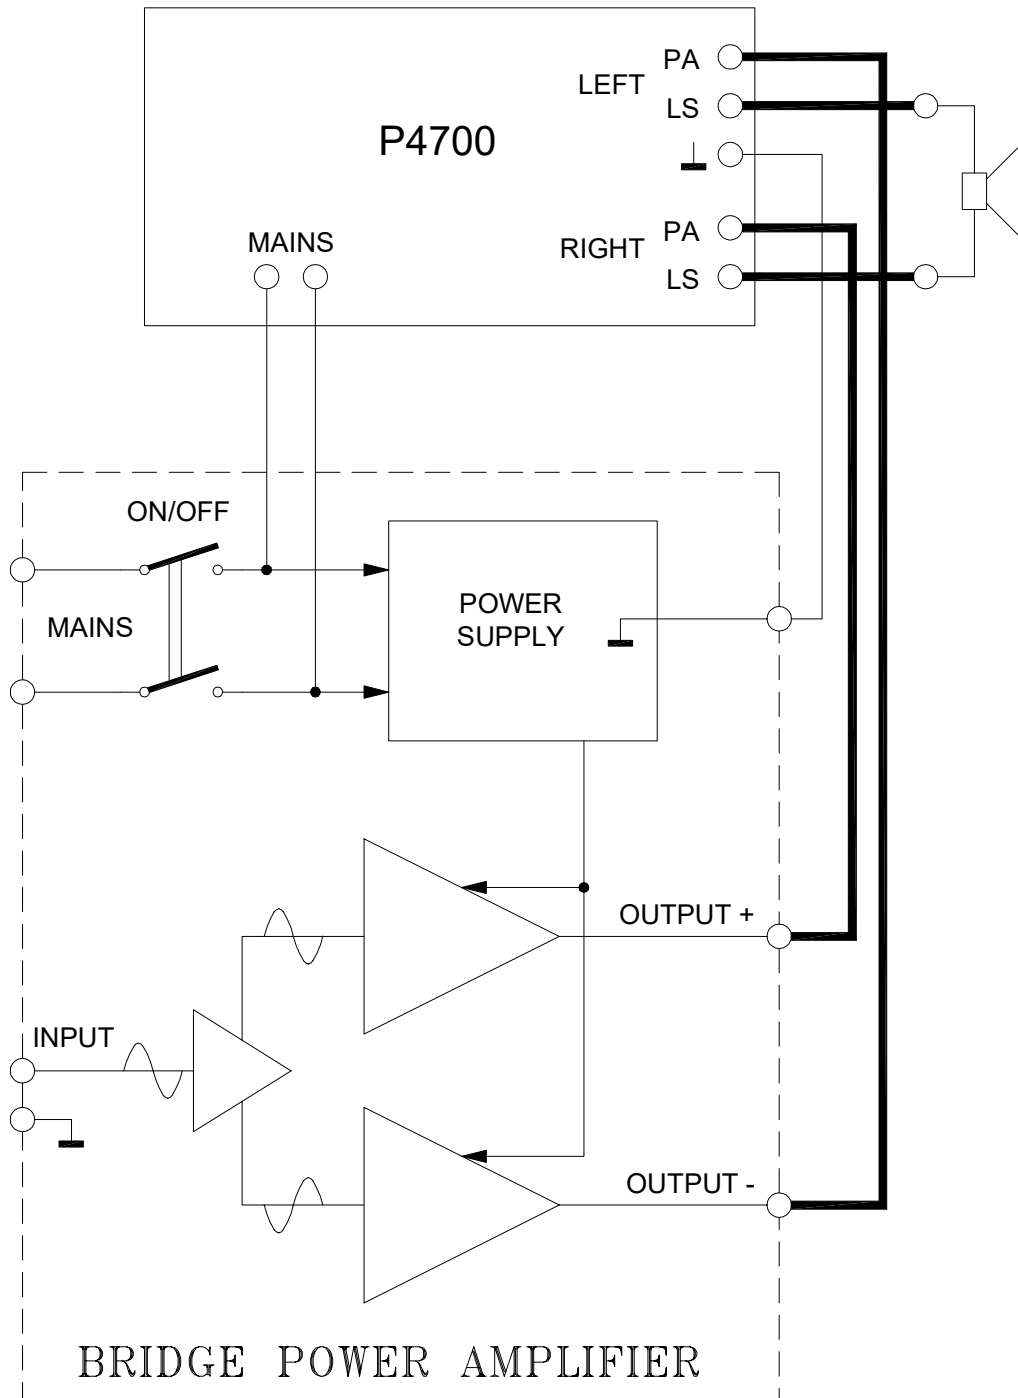 PA
LEFT
LS
P4700
PA
RIGHT
LS
MAINS
ON/OFF
MAINS
POWER
SUPPLY
OUTPUT +
INPUT
OUTPUT -
BRIDGE POWER AMPLIFIER